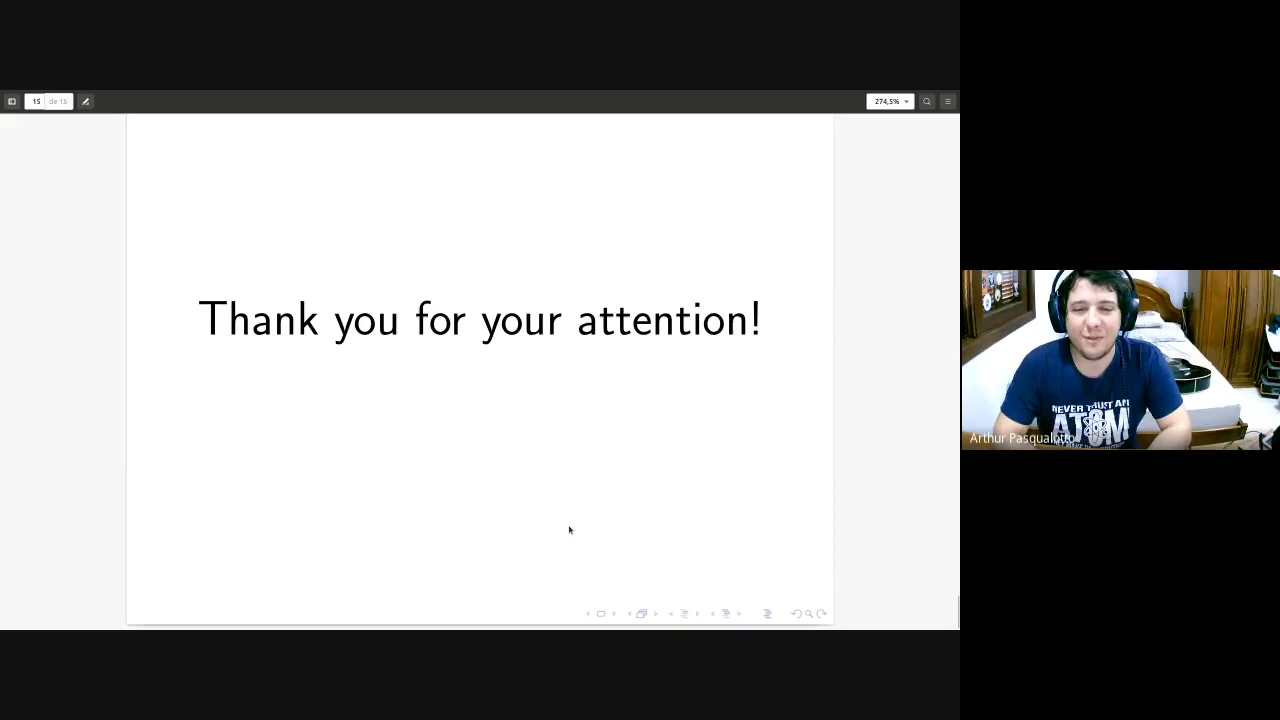 15 de 15
274,5%
Thank you for your attention!
NEVER TRUST AN
ATOM
Arthur Pasqualotto